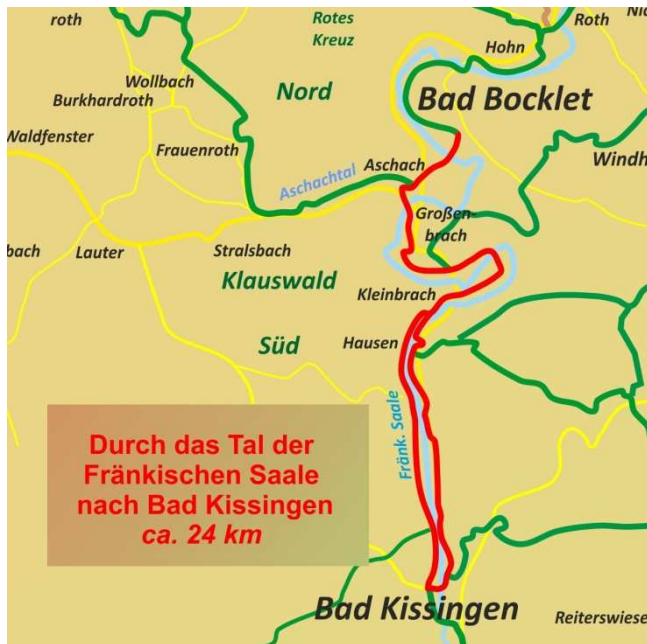 roth
Rotes
Kreuz
Roth
Hohn
Nord
Bad Bocklet
Wollbach
Burkhardroth
Waldfenster
Frauenroth
Aschach
Windh
Aschachtal
Großen-
brach
bach
Lauter
Stralsbach
Klauswald
Kleinbrach
Süd
Hausen
Fränk. Saale
Durch das Tal der
Fränkischen Saale
nach Bad Kissingen
ca. 24 km
Bad Kissingen
Reiterswiese